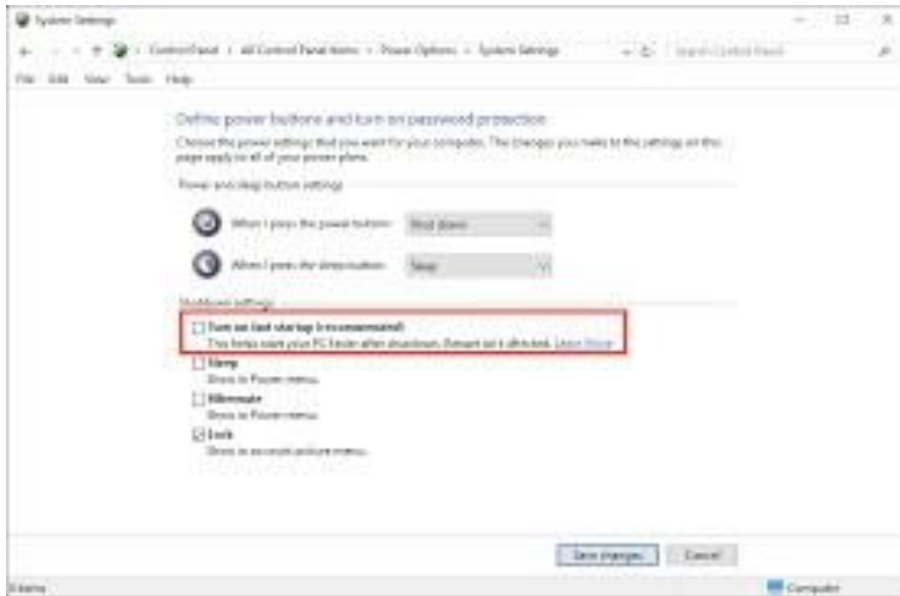 System Settings
Control Panel › All Control Panel Items › Power Options › System Settings
Search Control Panel
File Edit View Tools Help
Define power buttons and turn on password protection
Choose the power settings that you want for your computer. The changes you make to the settings on this
page apply to all of your power plans.
Power and sleep button settings
When I press the power button: Shut down
When I press the sleep button: Sleep
Shutdown settings
Turn on fast startup (recommended)
This helps start your PC faster after shutdown. Restart isn't affected. Learn More
Sleep
Show in Power menu.
Hibernate
Show in Power menu.
Lock
Show in account picture menu.
Save changes Cancel
items Computer